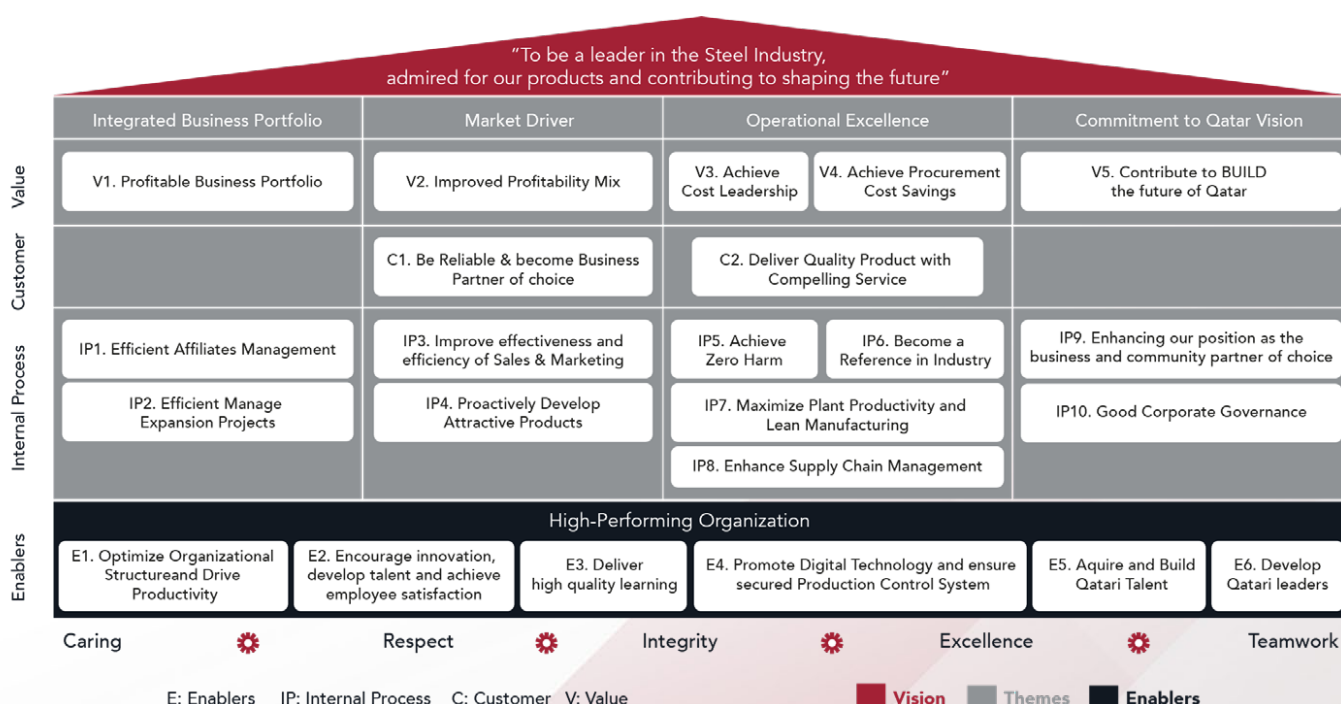 "To be a leader in the Steel Industry,
admired for our products and contributing to shaping the future"
Integrated Business Portfolio
Market Driver
Operational Excellence
Commitment to Qatar Vision
Value
V1. Profitable Business Portfolio
V2. Improved Profitability Mix
V3. Achieve
Cost Leadership
V4. Achieve Procurement
Cost Savings
V5. Contribute to BUILD
the future of Qatar
Customer
C1. Be Reliable & become Business
Partner of choice
C2. Deliver Quality Product with
Compelling Service
Internal Process
IP1. Efficient Affiliates Management
IP3. Improve effectiveness and
efficiency of Sales & Marketing
IP5. Achieve
Zero Harm
IP6. Become a
Reference in Industry
IP9. Enhancing our position as the
business and community partner of choice
IP2. Efficient Manage
Expansion Projects
IP4. Proactively Develop
Attractive Products
IP7. Maximize Plant Productivity and
Lean Manufacturing
IP10. Good Corporate Governance
IP8. Enhance Supply Chain Management
Enablers
High-Performing Organization
E1. Optimize Organizational
Structureand Drive
Productivity
E2. Encourage innovation,
develop talent and achieve
employee satisfaction
E3. Deliver
high quality learning
E4. Promote Digital Technology and ensure
secured Production Control System
E5. Aquire and Build
Qatari Talent
E6. Develop
Qatari leaders
Caring
Respect
Integrity
Excellence
Teamwork
E: Enablers IP: Internal Process C: Customer V: Value
Vision
Themes
Enablers